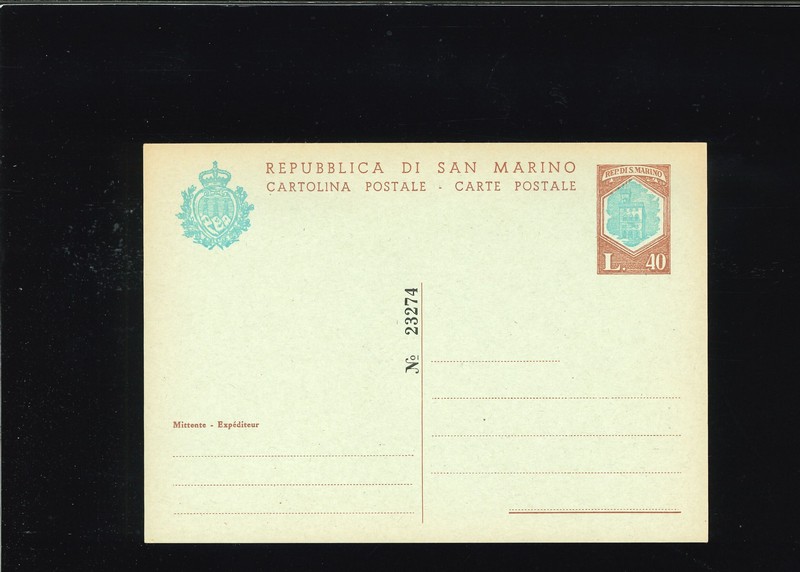 REPUBBLICA DI SAN MARINO
CARTOLINA POSTALE - CARTE POSTALE
REP. DI S. MARINO
L. 40
Nº 23274
Mittente - Expéditeur